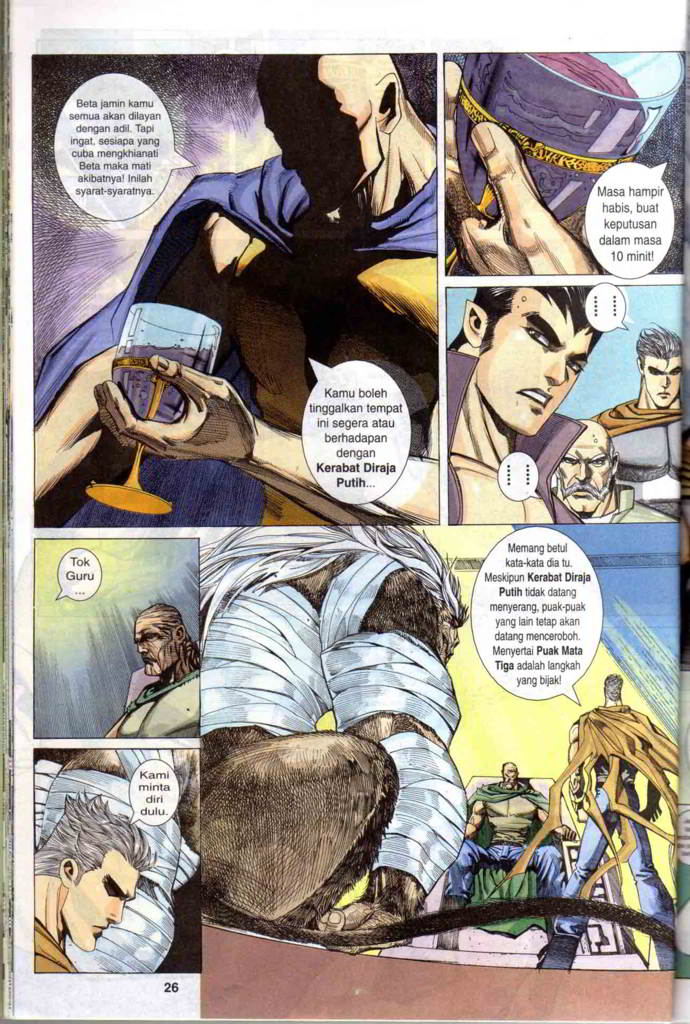 Beta jamin kamu
semua akan dilayan
dengan adil. Tapi
ingat, sesiapa yang
cuba mengkhianati
Beta maka mati
akibatnya! Inilah
syarat-syaratnya.
Kamu boleh
tinggalkan tempat
ini segera atau
berhadapan
dengan
Kerabat Diraja
Putih...
Masa hampir
habis, buat
keputusan
dalam masa
10 minit!
Tok
Guru
...
Memang betul
kata-kata dia tu.
Meskipun Kerabat Diraja
Putih tidak datang
menyerang, puak-puak
yang lain tetap akan
datang menceroboh.
Menyertai Puak Mata
Tiga adalah langkah
yang bijak!
Kami
minta
diri
dulu.
26